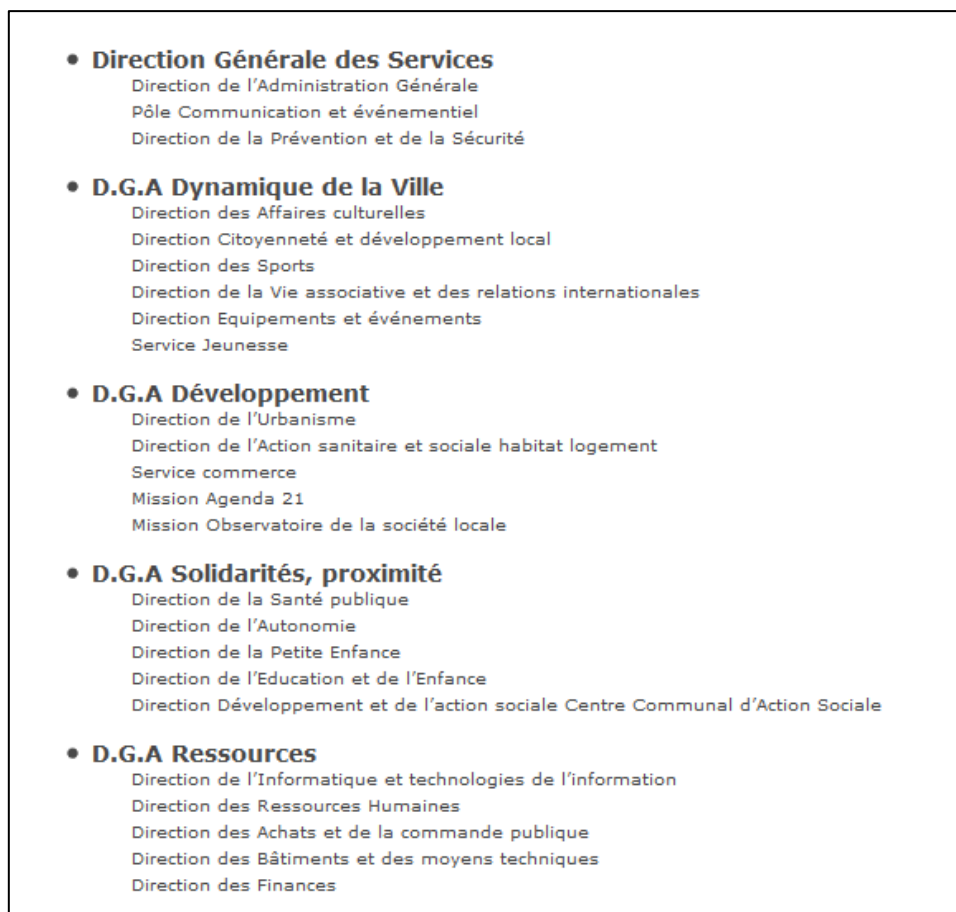 • Direction Générale des Services
Direction de l'Administration Générale
Pôle Communication et événementiel
Direction de la Prévention et de la Sécurité
• D.G.A Dynamique de la Ville
Direction des Affaires culturelles
Direction Citoyenneté et développement local
Direction des Sports
Direction de la Vie associative et des relations internationales
Direction Equipements et événements
Service Jeunesse
• D.G.A Développement
Direction de l'Urbanisme
Direction de l'Action sanitaire et sociale habitat logement
Service commerce
Mission Agenda 21
Mission Observatoire de la société locale
• D.G.A Solidarités, proximité
Direction de la Santé publique
Direction de l'Autonomie
Direction de la Petite Enfance
Direction de l'Education et de l'Enfance
Direction Développement et de l'action sociale Centre Communal d'Action Sociale
• D.G.A Ressources
Direction de l'Informatique et technologies de l'information
Direction des Ressources Humaines
Direction des Achats et de la commande publique
Direction des Bâtiments et des moyens techniques
Direction des Finances